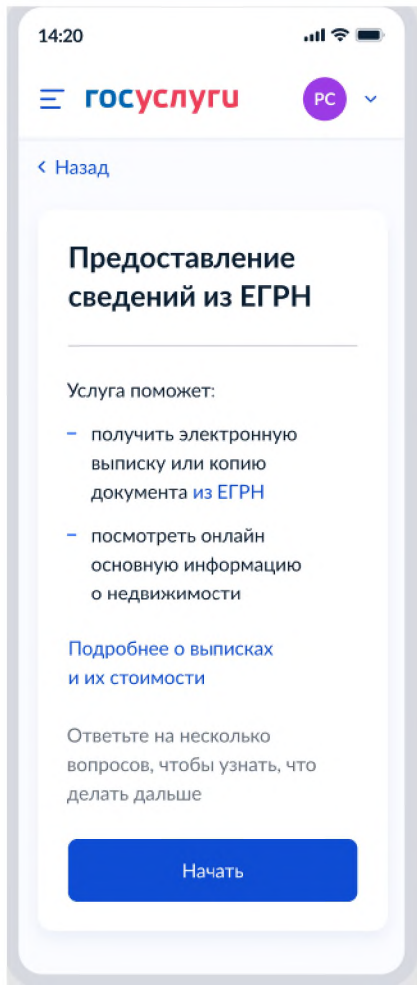 14:20
госуслуги
РС
Назад
Предоставление
сведений из ЕГРН
Услуга поможет:
– получить электронную
выписку или копию
документа из ЕГРН
– посмотреть онлайн
основную информацию
о недвижимости
Подробнее о выписках
и их стоимости
Ответьте на несколько
вопросов, чтобы узнать, что
делать дальше
Начать